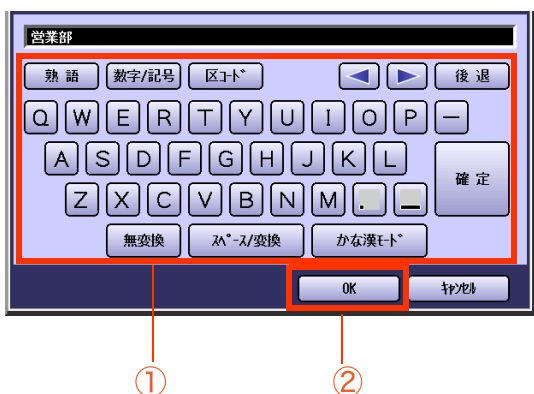 営業部
熟語 数字/記号 区ｺｰﾄﾞ ◀ ▶ 後退
Q W E R T Y U I O P ー
A S D F G H J K L 確定
Z X C V B N M . _
無変換 ｽﾍﾟｰｽ/変換 かな漢ﾓｰﾄﾞ
OK ｷｬﾝｾﾙ
① ②